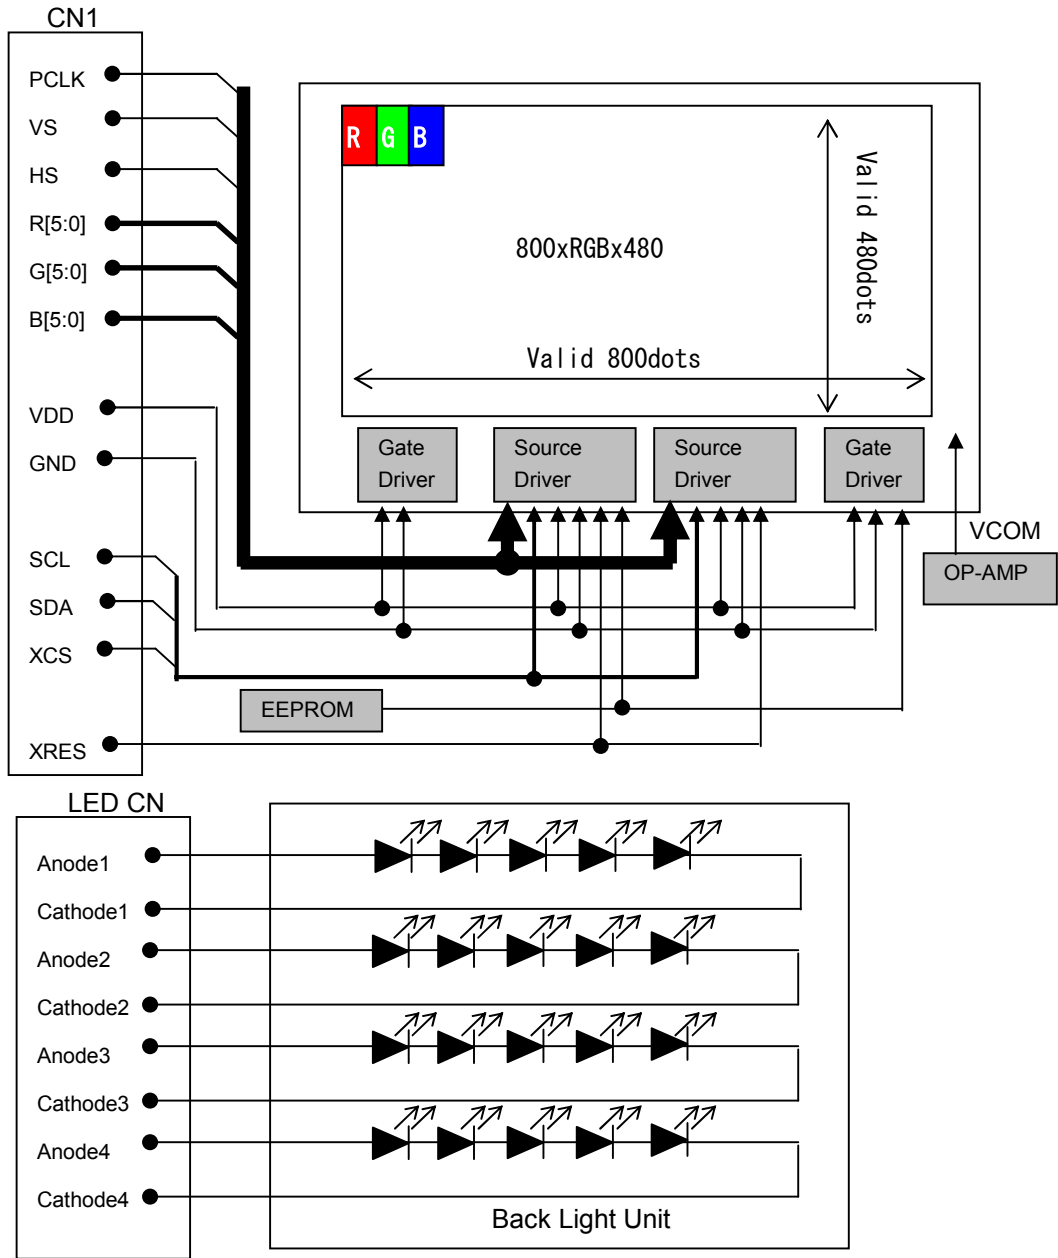 CN1
PCLK
VS
HS
R[5:0]
G[5:0]
B[5:0]
VDD
GND
SCL
SDA
XCS
XRES
R G B
800xRGBx480
Valid 480dots
Valid 800dots
Gate
Driver
Source
Driver
Source
Driver
Gate
Driver
VCOM
OP-AMP
EEPROM
LED CN
Anode1
Cathode1
Anode2
Cathode2
Anode3
Cathode3
Anode4
Cathode4
Back Light Unit